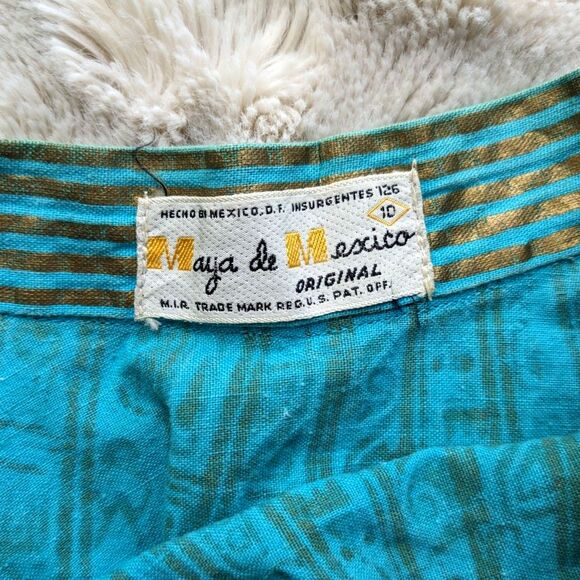 HECHO EN MEXICO, D.F. INSURGENTES 126
10
Maya de Mexico
ORIGINAL
M.I.R. TRADE MARK REG. U.S. PAT. OFF.